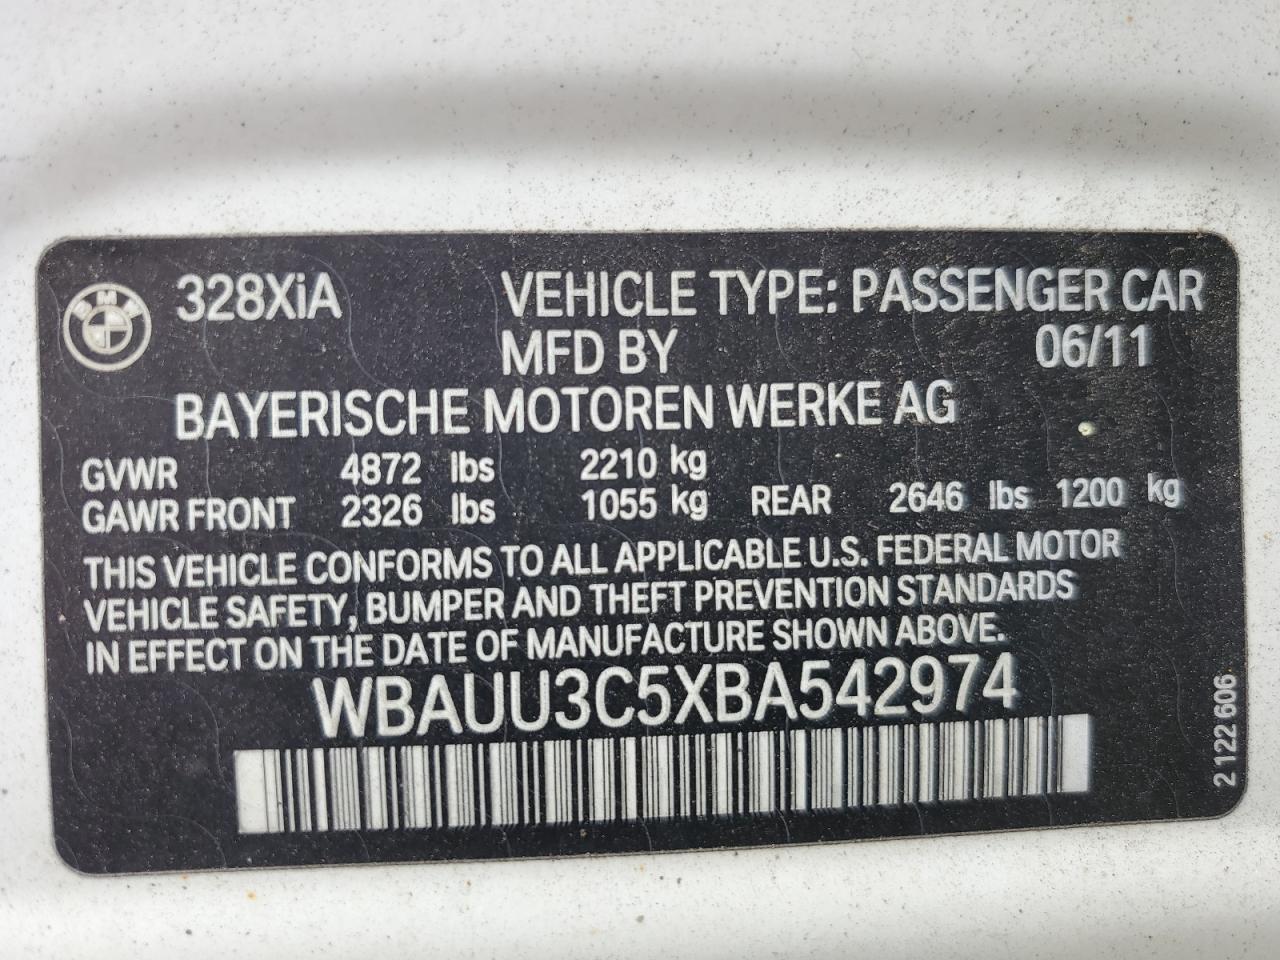 BMW
328XiA VEHICLE TYPE: PASSENGER CAR
MFD BY 06/11
BAYERISCHE MOTOREN WERKE AG
GVWR 4872 lbs 2210 kg
GAWR FRONT 2326 lbs 1055 kg REAR 2646 lbs 1200 kg
THIS VEHICLE CONFORMS TO ALL APPLICABLE U.S. FEDERAL MOTOR
VEHICLE SAFETY, BUMPER AND THEFT PREVENTION STANDARDS
IN EFFECT ON THE DATE OF MANUFACTURE SHOWN ABOVE.
WBAUU3C5XBA542974
2 122 606